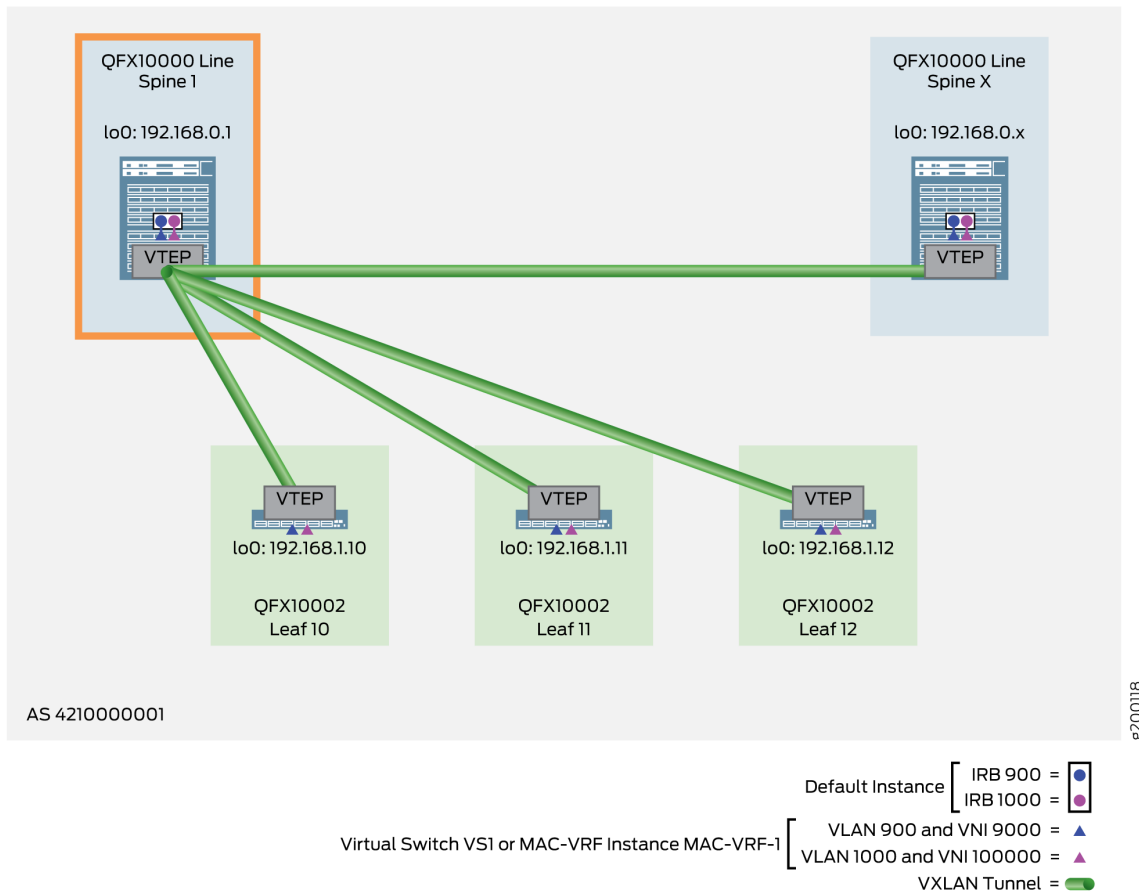 QFX10000 Line
Spine 1
lo0: 192.168.0.1
VTEP
QFX10000 Line
Spine X
lo0: 192.168.0.x
VTEP
VTEP
lo0: 192.168.1.10
QFX10002
Leaf 10
VTEP
lo0: 192.168.1.11
QFX10002
Leaf 11
VTEP
lo0: 192.168.1.12
QFX10002
Leaf 12
AS 4210000001
g200118
Default Instance
IRB 900 =
IRB 1000 =
Virtual Switch VS1 or MAC-VRF Instance MAC-VRF-1
VLAN 900 and VNI 9000 =
VLAN 1000 and VNI 100000 =
VXLAN Tunnel =